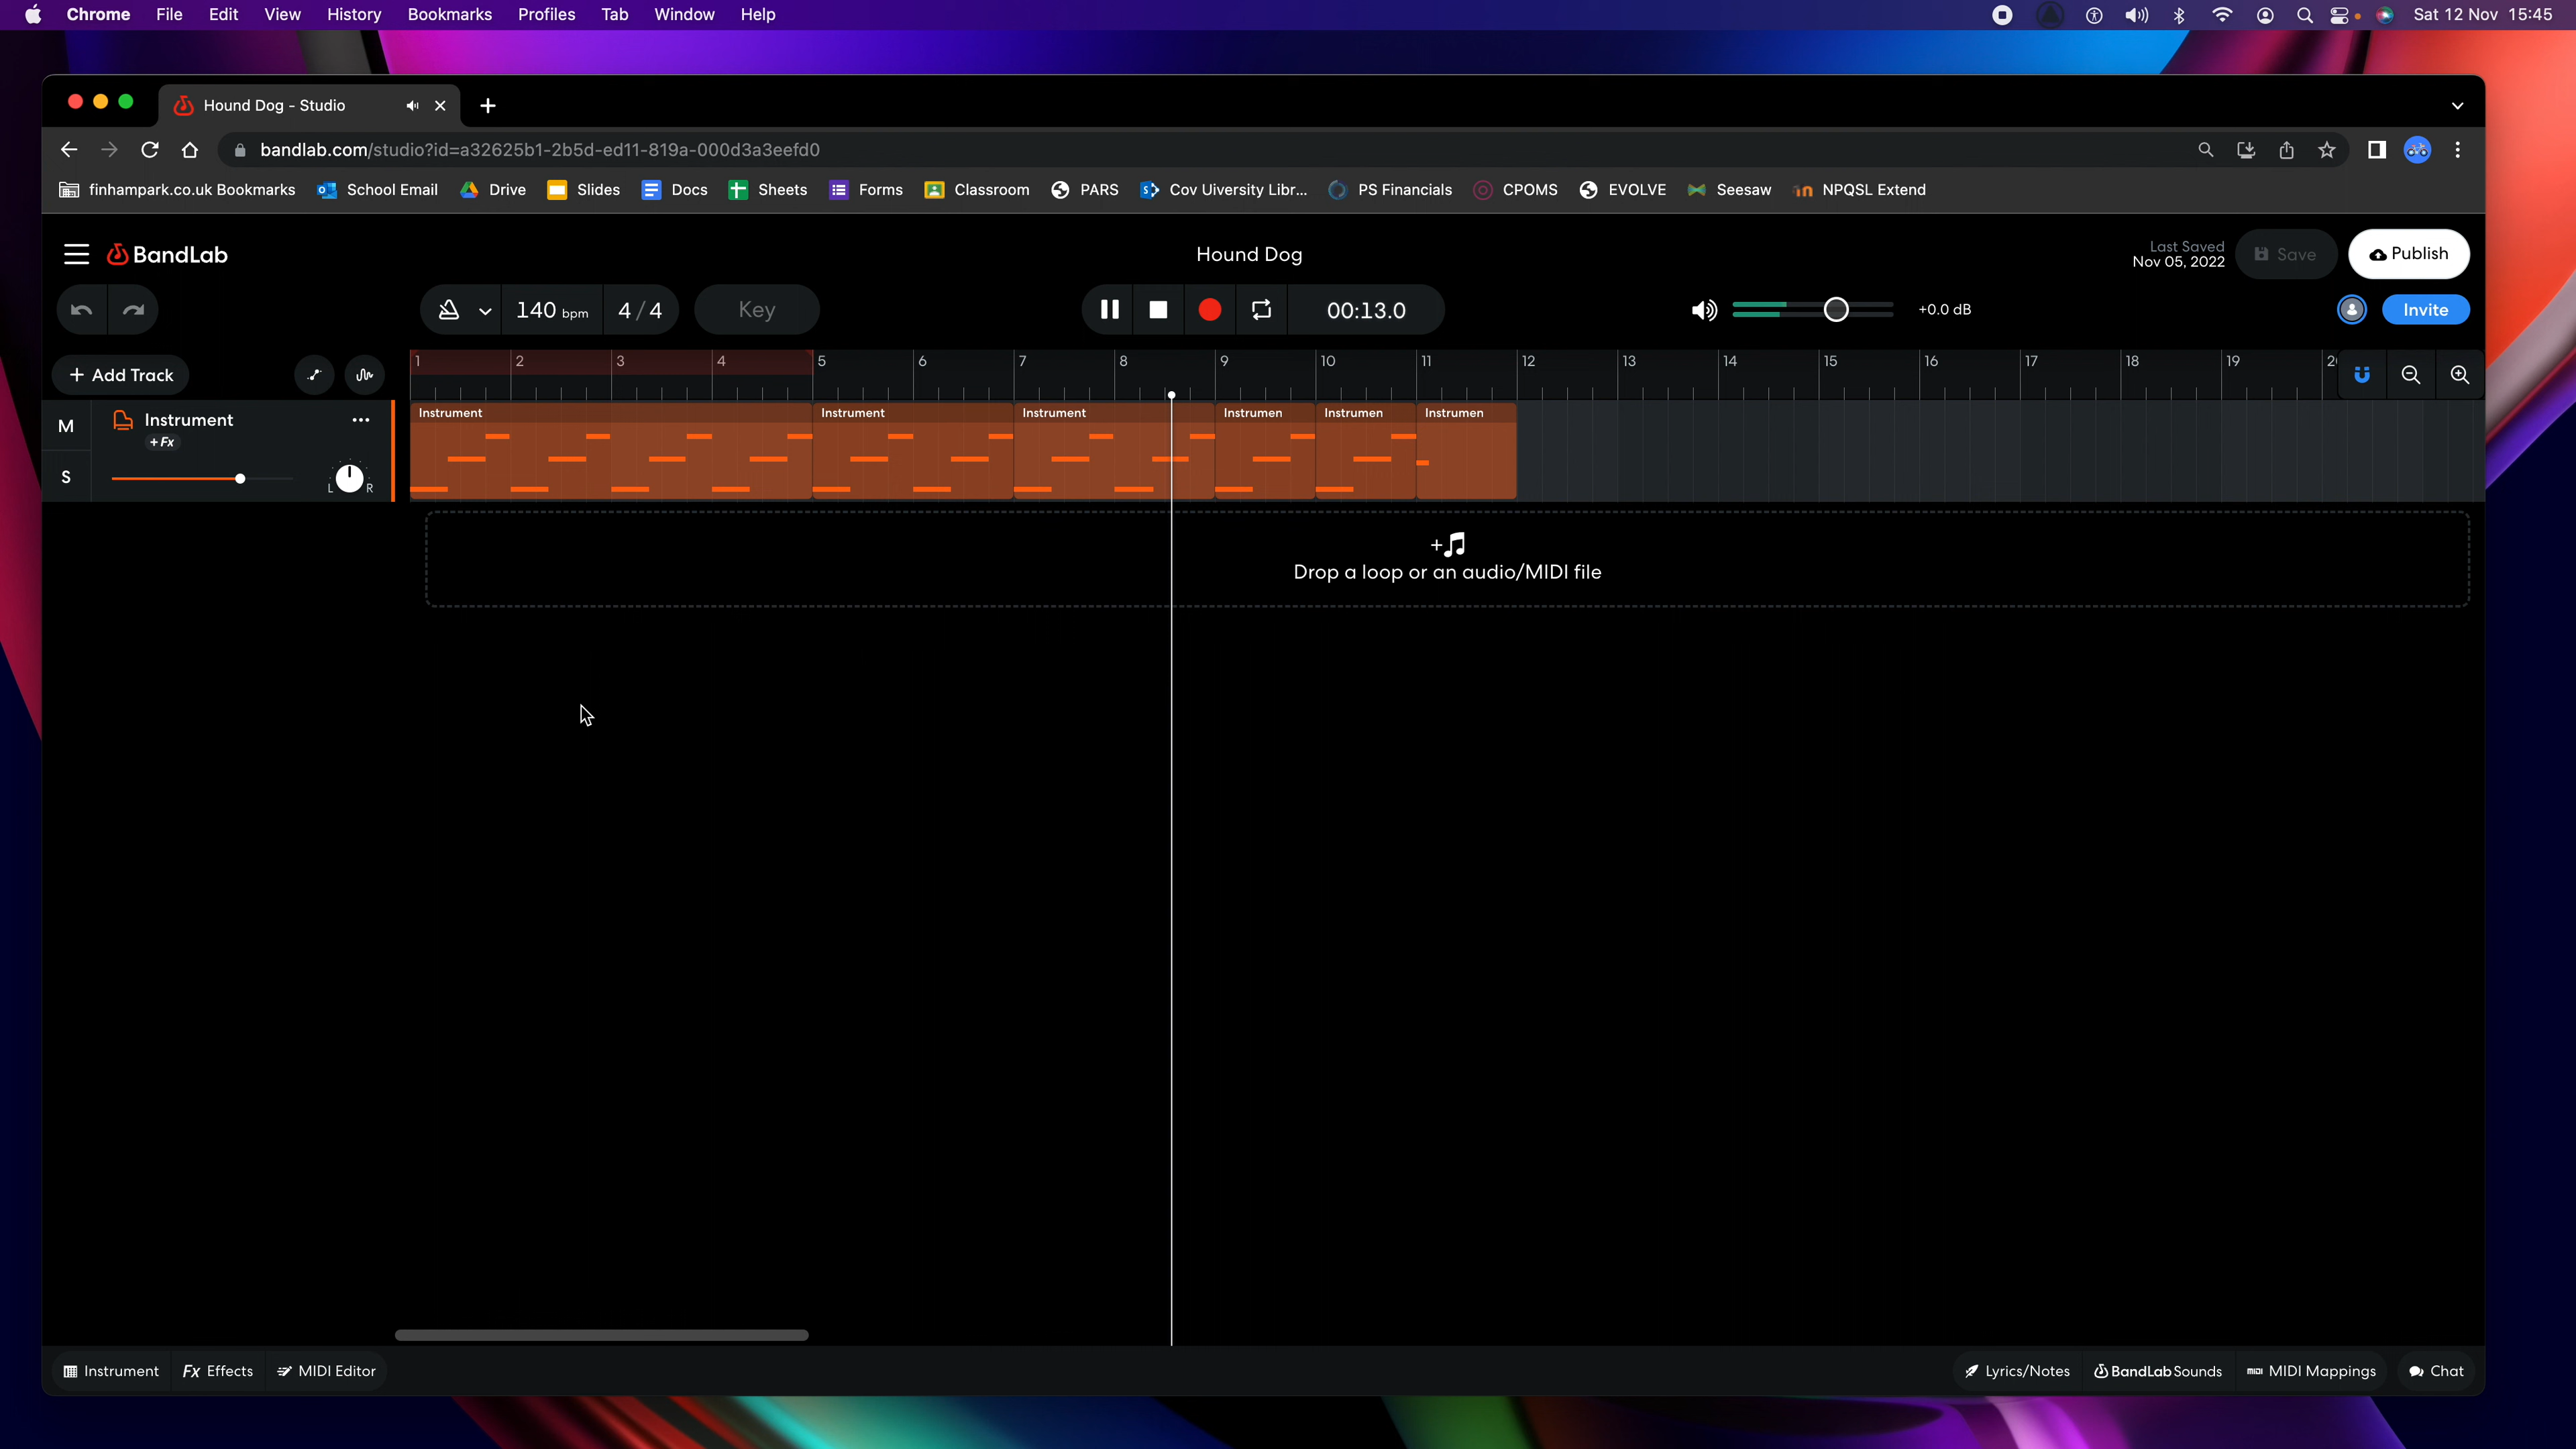 Chrome File Edit View History Bookmarks Profiles Tab Window Help Sat 12 Nov 15:45
Hound Dog - Studio
bandlab.com/studio?id=a32625b1-2b5d-ed11-819a-000d3a3eefd0
finhampark.co.uk Bookmarks School Email Drive Slides Docs Sheets Forms Classroom PARS Cov Uiversity Libr... PS Financials CPOMS EVOLVE Seesaw NPQSL Extend
BandLab Hound Dog Last Saved Nov 05, 2022 Save Publish
140 bpm 4/4 Key 00:13.0 +0.0 dB Invite
+ Add Track 1 2 3 4 5 6 7 8 9 10 11 12 13 14 15 16 17 18 19
M Instrument Instrument Instrument Instrument Instrumen Instrumen Instrumen
+Fx
S L R
Drop a loop or an audio/MIDI file
Instrument Fx Effects MIDI Editor Lyrics/Notes BandLab Sounds MIDI Mappings Chat